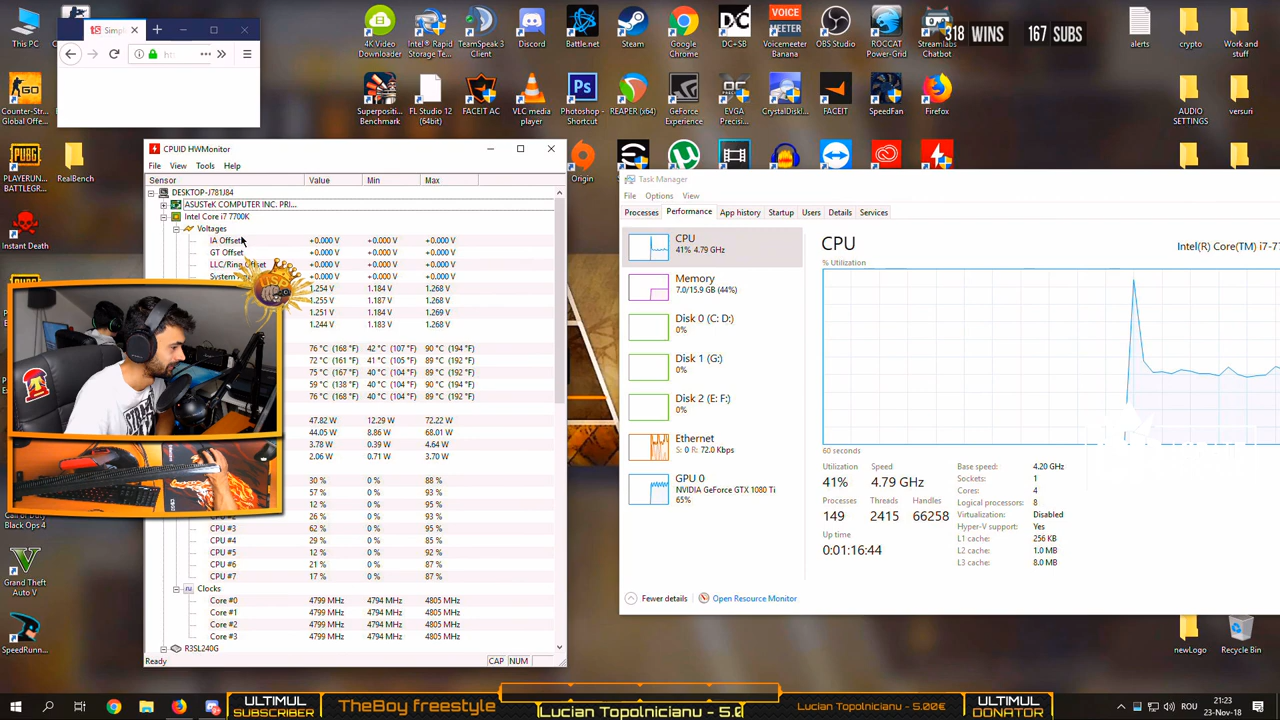 This PC
Simpl
4K Video
Downloader
Intel® Rapid
Storage Te...
TeamSpeak
3 Client
Discord
Battle.net
Steam
Google
Chrome
DC+SB
Voicemeeter
Banana
OBS Studio
ROCCAT
Power-Grid
Streamlabs
Chatbot
318 WINS
167 SUBS
alerts
crypto
Work and
stuff
Counter-Str...
Global Offe...
Superpositi...
Benchmark
FL Studio 12
(64bit)
FACEIT AC
VLC media
player
Photoshop -
Shortcut
REAPER (x64)
GeForce
Experience
EVGA
Precisi...
CrystalDiskI...
FACEIT
SpeedFan
Firefox
AUDIO
SETTINGS
versuri
PLAYERUN...
BATTLEGR...
RealBench
Origin
Instant Death
CPUID HWMonitor
File View Tools Help
Sensor Value Min Max
DESKTOP-J781J84
ASUSTeK COMPUTER INC. PRI...
Intel Core i7 7700K
Voltages
IA Offset +0.000 V +0.000 V +0.000 V
GT Offset +0.000 V +0.000 V +0.000 V
LLC/Ring Offset +0.000 V +0.000 V +0.000 V
+0.000 V +0.000 V +0.000 V
1.254 V 1.184 V 1.268 V
1.255 V 1.187 V 1.268 V
1.251 V 1.184 V 1.269 V
1.244 V 1.183 V 1.268 V
76 °C (168 °F) 42 °C (107 °F) 90 °C (194 °F)
72 °C (161 °F) 41 °C (105 °F) 89 °C (192 °F)
75 °C (167 °F) 40 °C (104 °F) 89 °C (192 °F)
59 °C (138 °F) 40 °C (104 °F) 90 °C (194 °F)
76 °C (168 °F) 40 °C (104 °F) 89 °C (192 °F)
47.82 W 12.29 W 72.22 W
44.05 W 8.86 W 68.01 W
3.78 W 0.39 W 4.64 W
2.06 W 0.71 W 3.70 W
30 % 0 % 88 %
57 % 0 % 93 %
12 % 0 % 95 %
26 % 0 % 93 %
CPU #3 62 % 0 % 95 %
CPU #4 29 % 0 % 85 %
CPU #5 12 % 0 % 92 %
CPU #6 21 % 0 % 87 %
CPU #7 17 % 0 % 87 %
Clocks
Core #0 4799 MHz 4794 MHz 4805 MHz
Core #1 4799 MHz 4794 MHz 4805 MHz
Core #2 4799 MHz 4794 MHz 4805 MHz
Core #3 4799 MHz 4794 MHz 4805 MHz
R3SL240G
Ready CAP NUM
Task Manager
File Options View
Processes Performance App history Startup Users Details Services
CPU
41% 4.79 GHz
Memory
7.0/15.9 GB (44%)
Disk 0 (C: D:)
0%
Disk 1 (G:)
0%
Disk 2 (E: F:)
0%
Ethernet
S: 0 R: 72.0 Kbps
GPU 0
NVIDIA GeForce GTX 1080 Ti
65%
CPU
Intel(R) Core(TM) i7-7
% Utilization
60 seconds
Utilization Speed
41% 4.79 GHz
Processes Threads Handles
149 2415 66258
Up time
0:01:16:44
Base speed: 4.20 GHz
Sockets: 1
Cores: 4
Logical processors: 8
Virtualization: Disabled
Hyper-V support: Yes
L1 cache: 256 KB
L2 cache: 1.0 MB
L3 cache: 8.0 MB
Fewer details Open Resource Monitor
Black Ops 4
Grand Theft
Auto V
SpeedRunn...
newLogo
Recycle Bin
ULTIMUL
SUBSCRIBER
TheBoy freestyle
Lucian Topolnicianu - 5.0
Lucian Topolnicianu - 5.00€
ULTIMUL
DONATOR
ROU
21:23
23-Nov-18